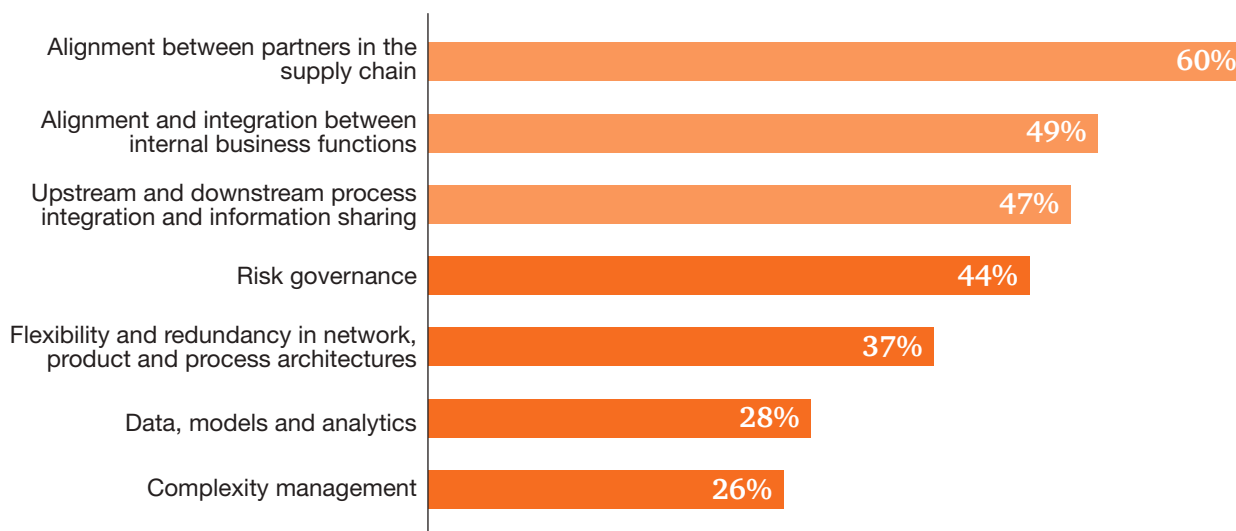 Alignment between partners in the
supply chain
60%
Alignment and integration between
internal business functions
49%
Upstream and downstream process
integration and information sharing
47%
Risk governance
44%
Flexibility and redundancy in network,
product and process architectures
37%
Data, models and analytics
28%
Complexity management
26%